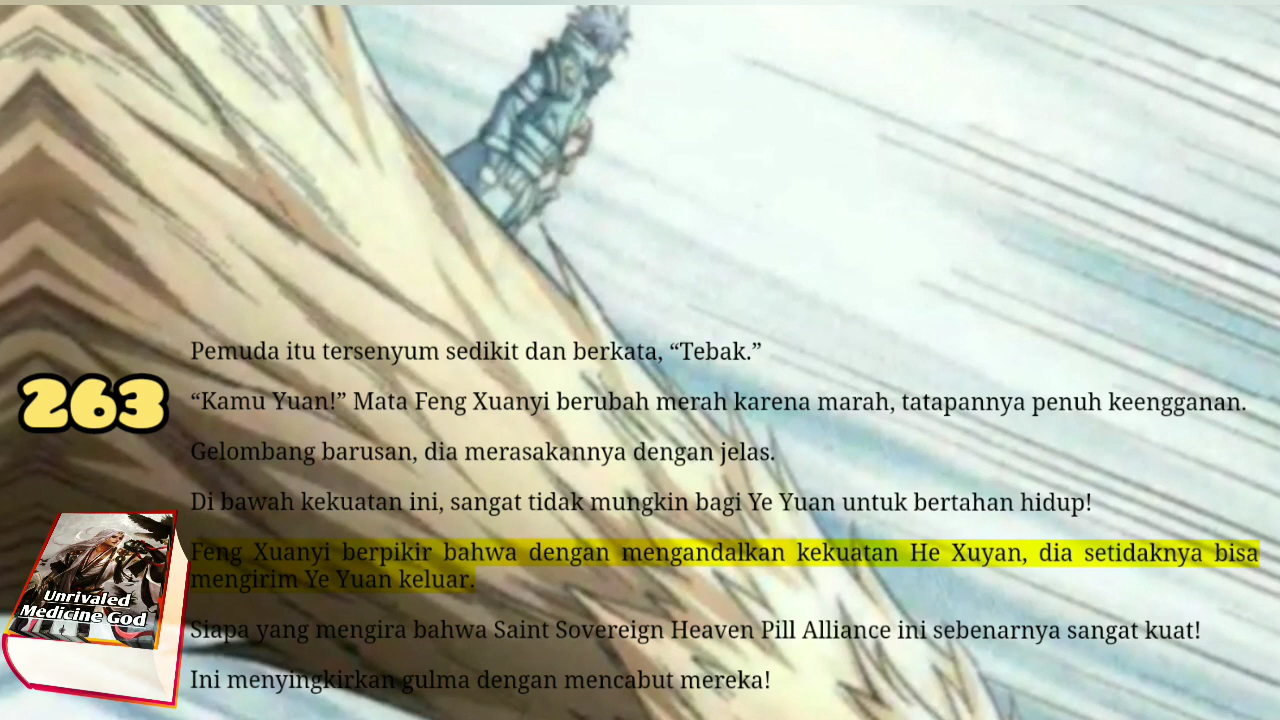 Pemuda itu tersenyum sedikit dan berkata, “Tebak.”
“Kamu Yuan!” Mata Feng Xuanyi berubah merah karena marah, tatapannya penuh keengganan.
263
Gelombang barusan, dia merasakannya dengan jelas.
Di bawah kekuatan ini, sangat tidak mungkin bagi Ye Yuan untuk bertahan hidup!
Feng Xuanyi berpikir bahwa dengan mengandalkan kekuatan He Xuyan, dia setidaknya bisa
mengirim Ye Yuan keluar.
Siapa yang mengira bahwa Saint Sovereign Heaven Pill Alliance ini sebenarnya sangat kuat!
Ini menyingkirkan gulma dengan mencabut mereka!
Unrivaled
Medicine God